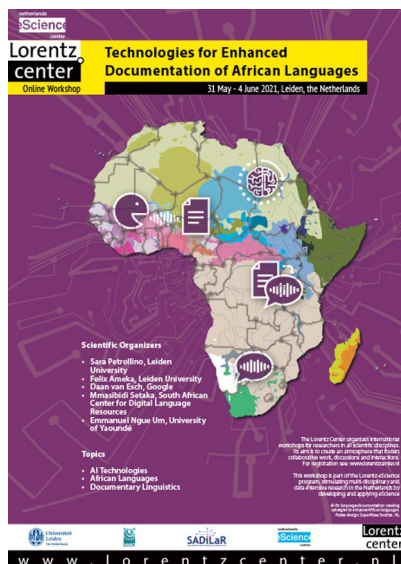 netherlands
eScience
center
Lorentz
center
Online Workshop
Technologies for Enhanced
Documentation of African Languages
31 May - 4 June 2021, Leiden, the Netherlands
Scientific Organizers
• Sara Petrollino, Leiden
University
• Felix Ameka, Leiden University
• Daan van Esch, Google
• Mmasibidi Setaka, South African
Center for Digital Language
Resources
• Emmanuel Ngue Um, University
of Yaoundé
Topics
• AI Technologies
• African Languages
• Documentary Linguistics
The Lorentz Center organizes international
workshops for researchers in all scientific disciplines.
Its aim is to create an atmosphere that fosters
collaborative work, discussions and interactions.
For registration see: www.lorentzcenter.nl
This workshop is part of the Lorentz eScience
program, stimulating multi-disciplinary and
data-intensive research in the Netherlands by
developing and applying eScience
Universiteit
Leiden
SADiLaR
netherlands
eScience
center
Lorentz
center
www.lorentzcenter.nl